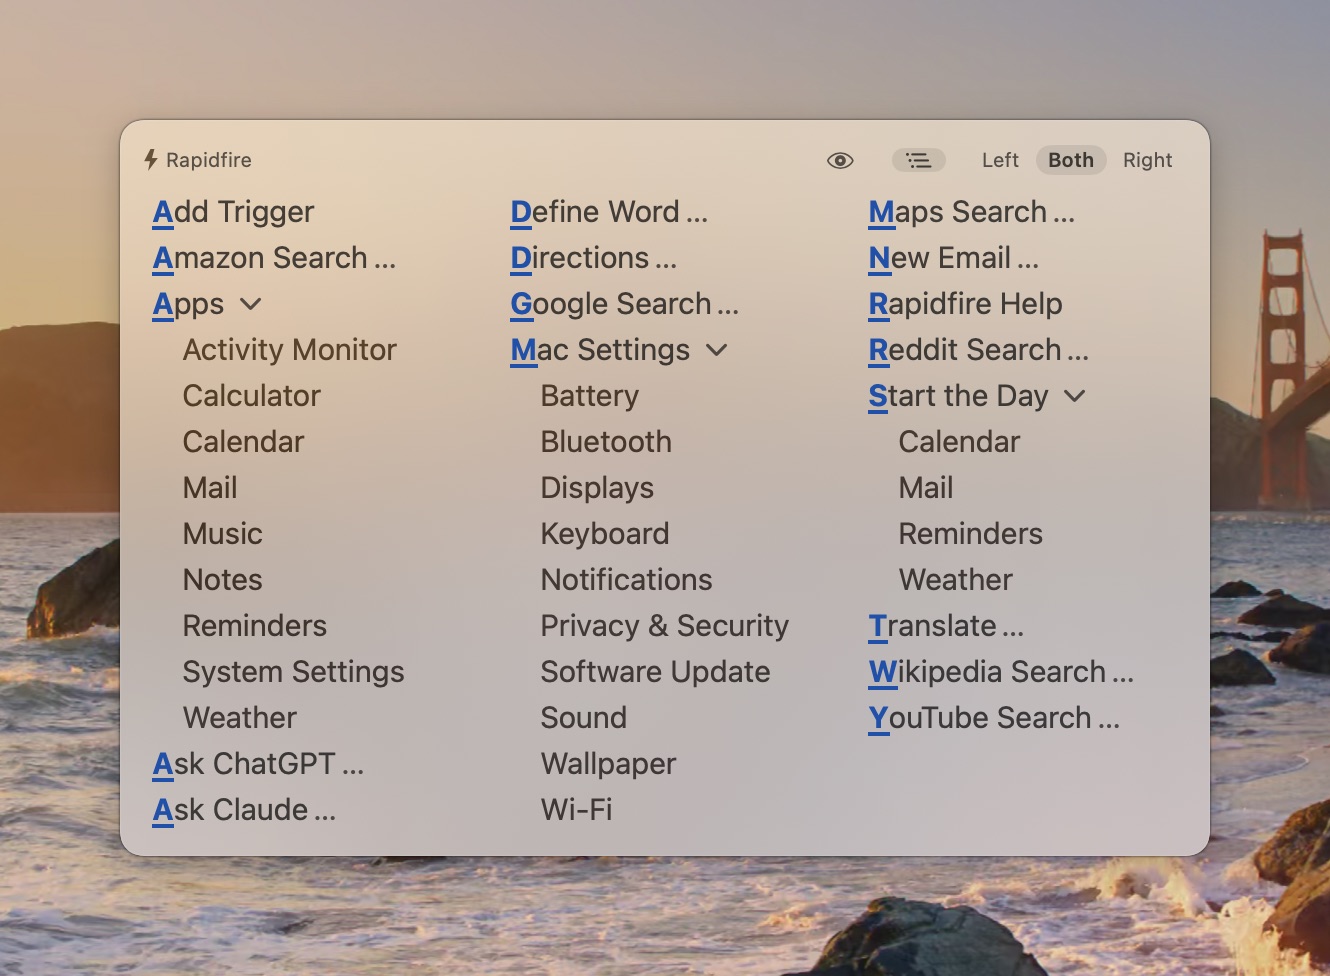 Rapidfire
Left Both Right
Add Trigger
Amazon Search ...
Apps
Activity Monitor
Calculator
Calendar
Mail
Music
Notes
Reminders
System Settings
Weather
Ask ChatGPT ...
Ask Claude ...
Define Word ...
Directions ...
Google Search ...
Mac Settings
Battery
Bluetooth
Displays
Keyboard
Notifications
Privacy & Security
Software Update
Sound
Wallpaper
Wi-Fi
Maps Search ...
New Email ...
Rapidfire Help
Reddit Search ...
Start the Day
Calendar
Mail
Reminders
Weather
Translate ...
Wikipedia Search ...
YouTube Search ...